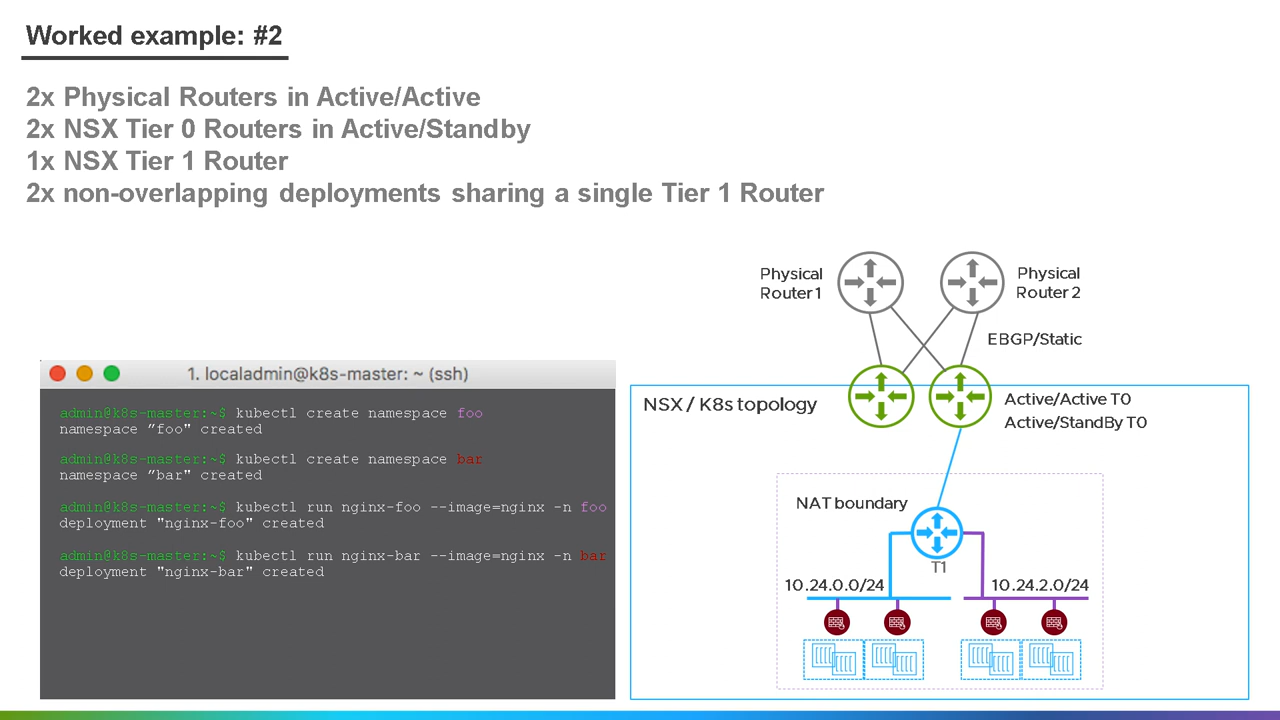 Worked example: #2
2x Physical Routers in Active/Active
2x NSX Tier 0 Routers in Active/Standby
1x NSX Tier 1 Router
2x non-overlapping deployments sharing a single Tier 1 Router
1. localadmin@k8s-master: ~ (ssh)
admin@k8s-master:~$ kubectl create namespace foo
namespace ”foo" created
admin@k8s-master:~$ kubectl create namespace bar
namespace ”bar" created
admin@k8s-master:~$ kubectl run nginx-foo --image=nginx -n foo
deployment "nginx-foo" created
admin@k8s-master:~$ kubectl run nginx-bar --image=nginx -n bar
deployment "nginx-bar" created
Physical
Router 1
Physical
Router 2
EBGP/Static
NSX / K8s topology
Active/Active T0
Active/StandBy T0
NAT boundary
T1
10.24.0.0/24
10.24.2.0/24